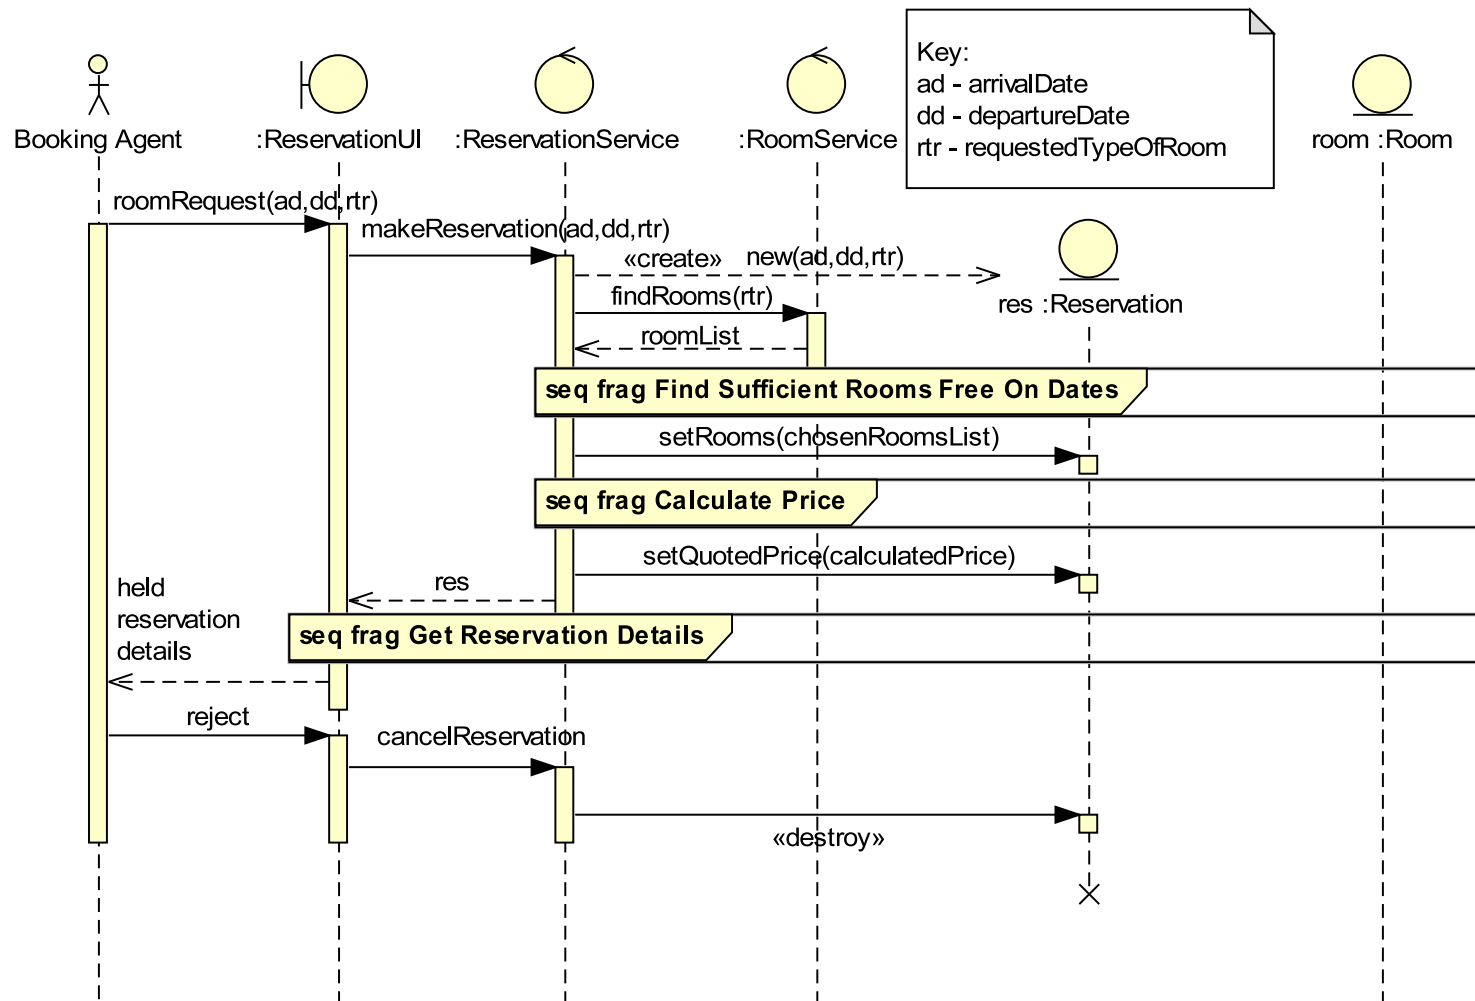 Key:
ad - arrivalDate
dd - departureDate
rtr - requestedTypeOfRoom
Booking Agent
:ReservationUI
:ReservationService
:RoomService
room :Room
roomRequest(ad,dd,rtr)
makeReservation(ad,dd,rtr)
«create»
new(ad,dd,rtr)
res :Reservation
findRooms(rtr)
roomList
seq frag Find Sufficient Rooms Free On Dates
setRooms(chosenRoomsList)
seq frag Calculate Price
setQuotedPrice(calculatedPrice)
res
held
reservation
details
seq frag Get Reservation Details
reject
cancelReservation
«destroy»